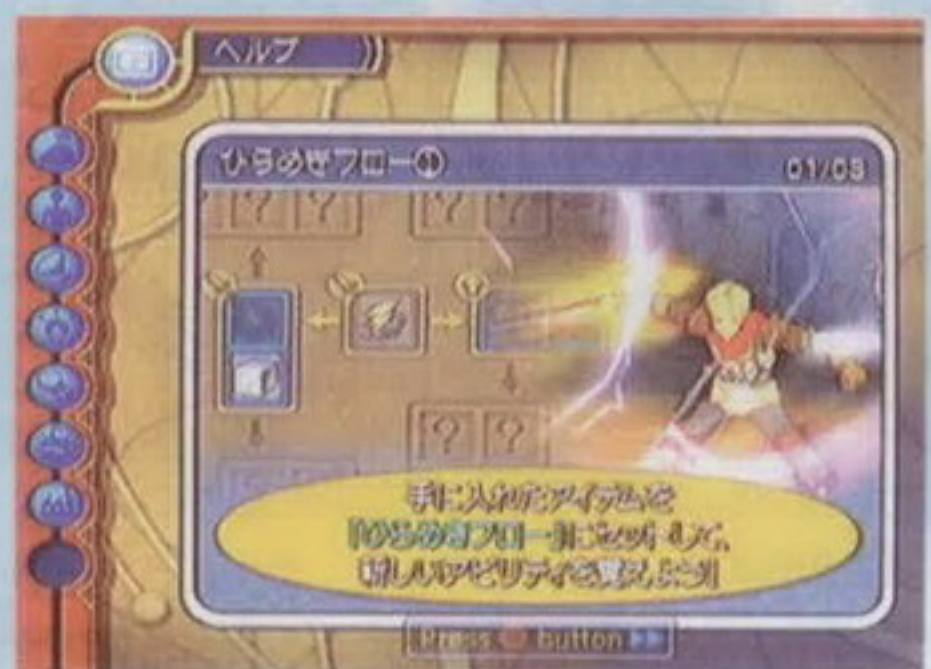 ヘルプ
ひらめきフロー①
01/03
? ? ? ?
? ?
手に入れたアイテムを
「ひらめきフロー」にセットして、
新しいアビリティを覚えよう!
Press button